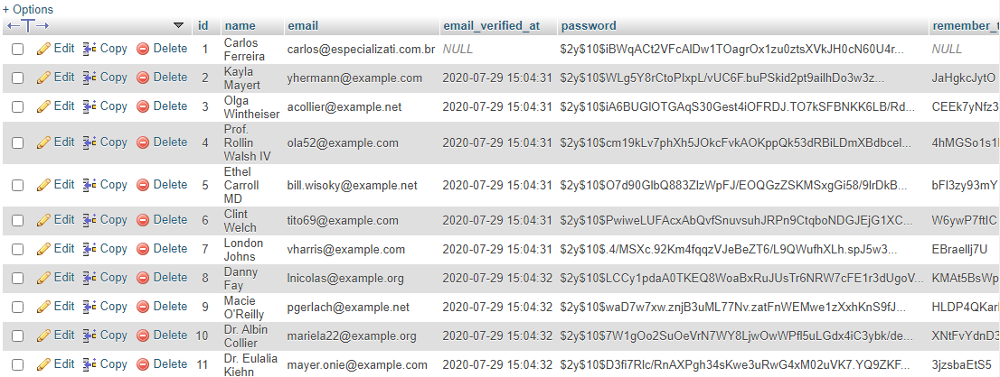 + Options
id name email email_verified_at password remember_t
Edit Copy Delete 1 Carlos Ferreira carlos@especializati.com.br NULL $2y$10$iBWqACt2VFcAlDw1TOagrOx1zu0ztsXVkJH0cN60U4r... NULL
Edit Copy Delete 2 Kayla Mayert yhermann@example.com 2020-07-29 15:04:31 $2y$10$WLg5Y8rCtoPIxpL/vUC6F.buPSkid2pt9ailhDo3w3z... JaHgkcJytO
Edit Copy Delete 3 Olga Wintheiser acollier@example.net 2020-07-29 15:04:31 $2y$10$iA6BUGlOTGAqS30Gest4iOFRDJ.TO7kSFBNKK6LB/Rd... CEEk7yNfz3
Edit Copy Delete 4 Prof. Rollin Walsh IV ola52@example.com 2020-07-29 15:04:31 $2y$10$cm19kLv7phXh5JOkcFvkAOKppQk53dRBiLDmXBdbcel... 4hMGSo1s1
Edit Copy Delete 5 Ethel Carroll MD bill.wisoky@example.net 2020-07-29 15:04:31 $2y$10$O7d90GlbQ883ZlzWpFJ/EOQGzZSKMSxgGi58/9lrDkB... bFl3zy93mY
Edit Copy Delete 6 Clint Welch tito69@example.com 2020-07-29 15:04:31 $2y$10$PwiweLUFAcxAbQvfSnuvsuhJRPn9CtqboNDGJEjG1XC... W6ywP7ftlC
Edit Copy Delete 7 London Johns vharris@example.com 2020-07-29 15:04:31 $2y$10$.4/MSXc.92Km4fqqzVJeBeZT6/L9QWufhXLh.spJ5w3... EBraellj7U
Edit Copy Delete 8 Danny Fay lnicolas@example.org 2020-07-29 15:04:32 $2y$10$LCCy1pdaA0TKEQ8WoaBxRuJUsTr6NRW7cFE1r3dUgoV... KMAt5BsWp
Edit Copy Delete 9 Macie O'Reilly pgerlach@example.net 2020-07-29 15:04:32 $2y$10$waD7w7xw.znjB3uML77Nv.zatFnWEMwe1zXxhKnS9fJ... HLDP4QKar
Edit Copy Delete 10 Dr. Albin Collier mariela22@example.org 2020-07-29 15:04:32 $2y$10$7W1gOo2SuOeVrN7WY8LjwOwWPfl5uLGdx4iC3ybk/de... XNtFvYdnD3
Edit Copy Delete 11 Dr. Eulalia Kiehn mayer.onie@example.com 2020-07-29 15:04:32 $2y$10$D3fi7Rlc/RnAXPgh34sKwe3uRwG4xM02uVK7.YQ9ZKF... 3jzsbaEtS5